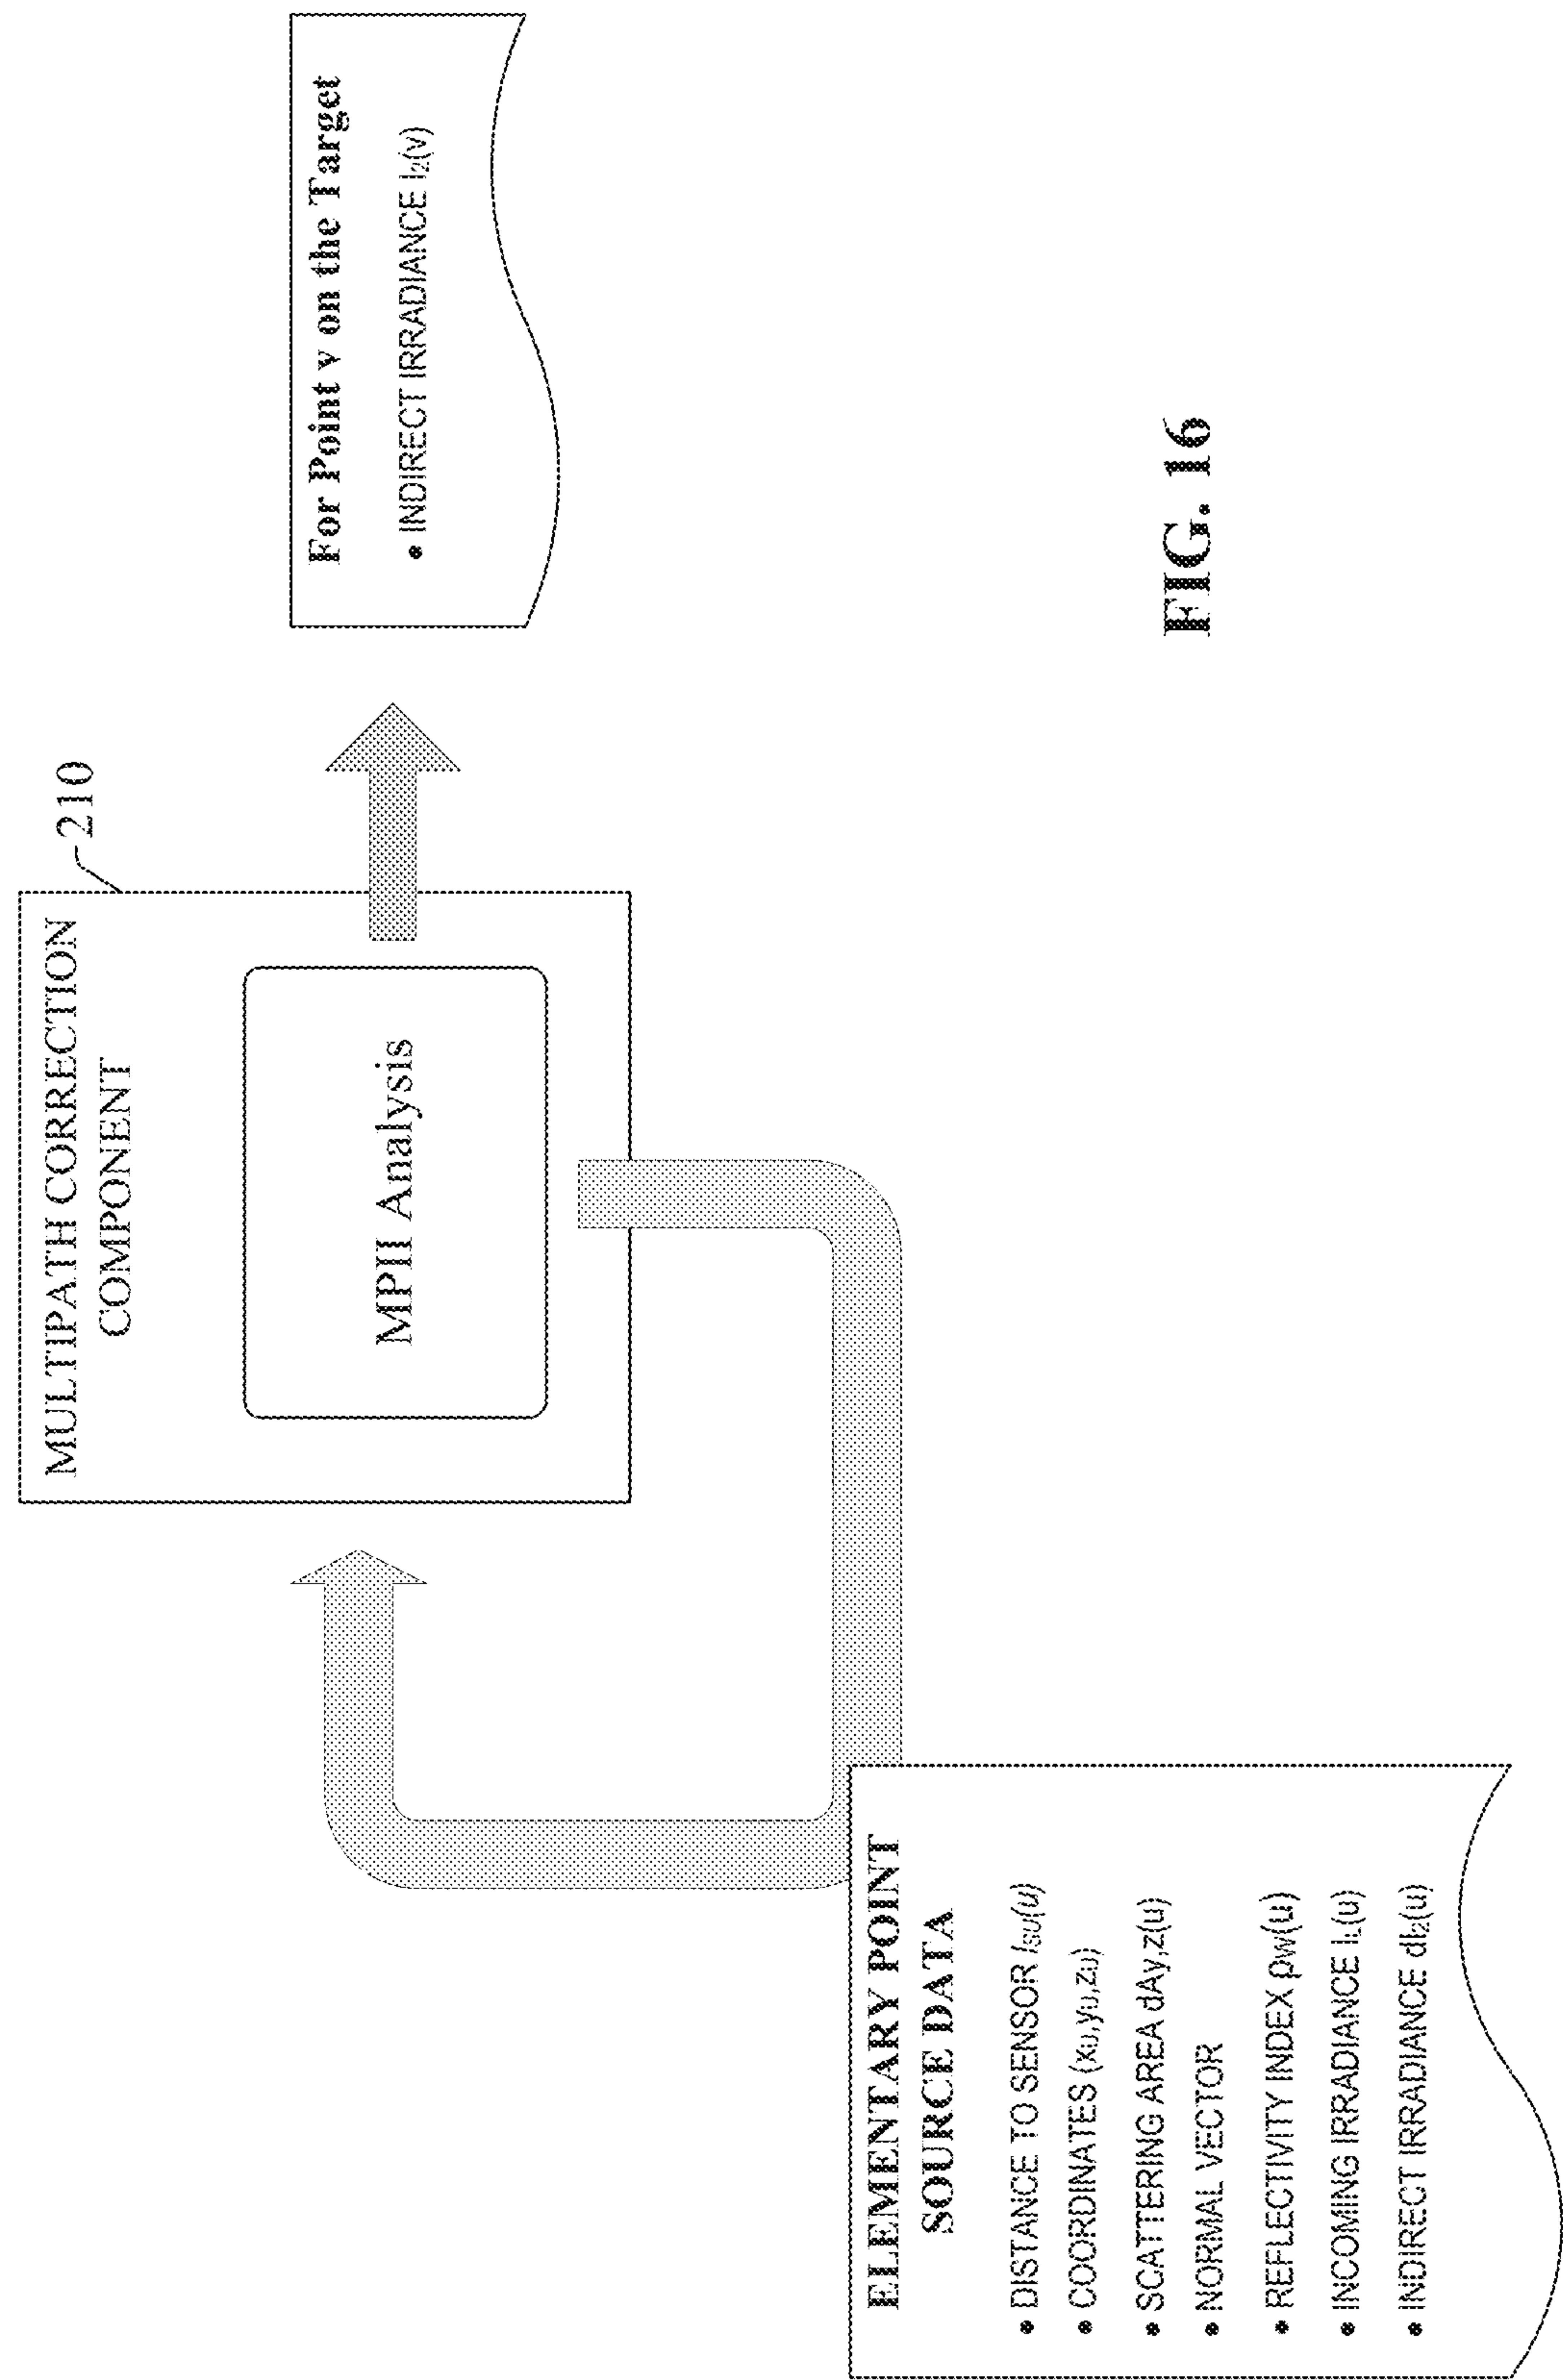 MULTIPATH CORRECTION
COMPONENT
210
MPII Analysis
For Point v on the Target
• INDIRECT IRRADIANCE I₂(v)
ELEMENTARY POINT
SOURCE DATA
• DISTANCE TO SENSOR lSU(u)
• COORDINATES (xU,yU,zU)
• SCATTERING AREA dAy,z(u)
• NORMAL VECTOR
• REFLECTIVITY INDEX ρW(u)
• INCOMING IRRADIANCE IL(u)
• INDIRECT IRRADIANCE dI₂(u)
FIG. 16